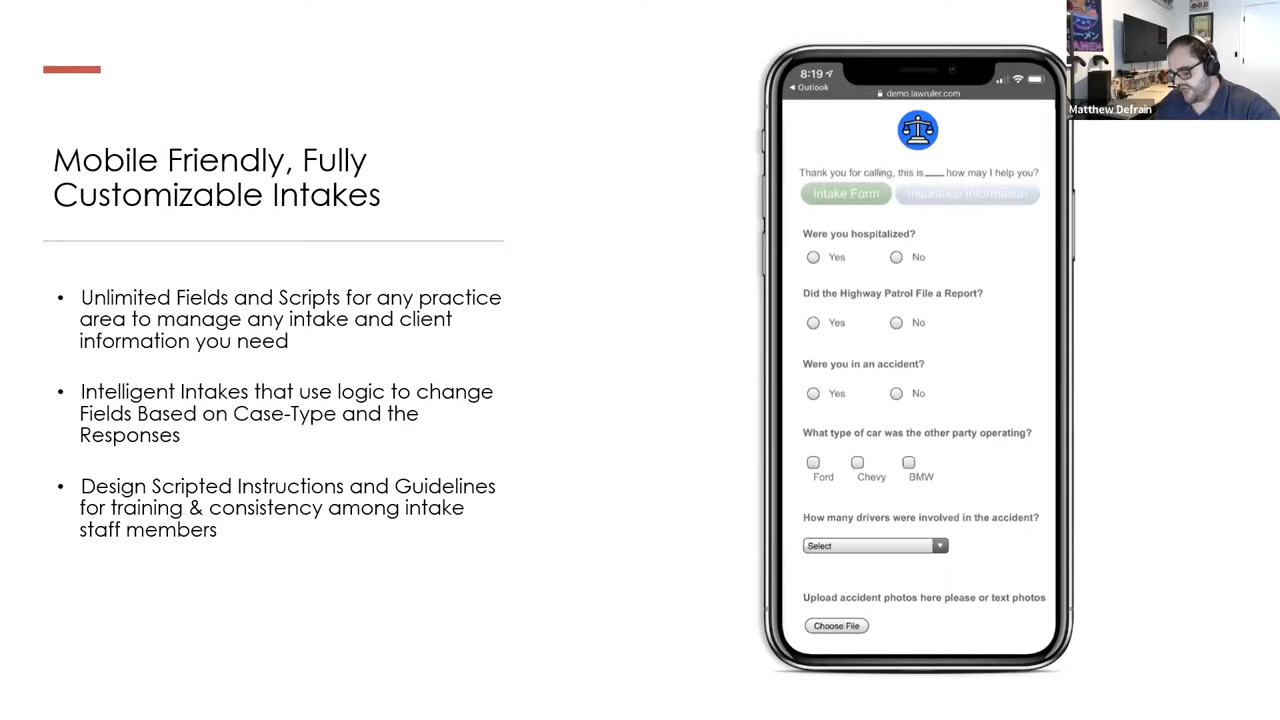 Mobile Friendly, Fully
Customizable Intakes
• Unlimited Fields and Scripts for any practice
area to manage any intake and client
information you need
• Intelligent Intakes that use logic to change
Fields Based on Case-Type and the
Responses
• Design Scripted Instructions and Guidelines
for training & consistency among intake
staff members
8:19
Outlook
demo.lawruler.com
Thank you for calling, this is ___ how may I help you?
Intake Form Insurance Information
Were you hospitalized?
Yes No
Did the Highway Patrol File a Report?
Yes No
Were you in an accident?
Yes No
What type of car was the other party operating?
Ford Chevy BMW
How many drivers were involved in the accident?
Select
Upload accident photos here please or text photos
Choose File
Matthew Defrain